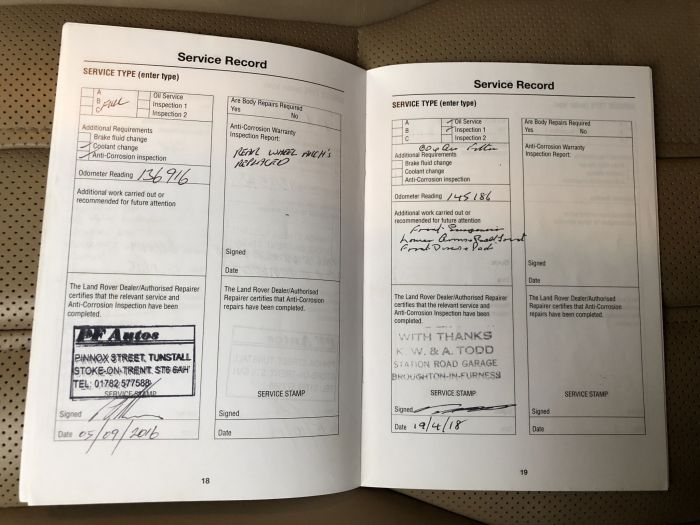 Service Record
SERVICE TYPE (enter type)
A
B FULL
C
Oil Service
Inspection 1
Inspection 2
Additional Requirements
Brake fluid change
Coolant change
Anti-Corrosion inspection
Odometer Reading 136,916
Additional work carried out or
recommended for future attention
The Land Rover Dealer/Authorised Repairer
certifies that the relevant service and
Anti-Corrosion Inspection have been
completed.
PF Autos
PINNOX STREET, TUNSTALL
STOKE-ON-TRENT. ST6 6AH
TEL: 01782 577588
SERVICE STAMP
Signed
Date 05/09/2016
Are Body Repairs Required
Yes No
Anti-Corrosion Warranty
Inspection Report:
REAR WHEEL ARCH'S
REPLACED
Signed
Date
The Land Rover Dealer/Authorised
Repairer certifies that Anti-Corrosion
repairs have been completed.
SERVICE STAMP
Signed
Date
18
Service Record
SERVICE TYPE (enter type)
A
B
C
Oil Service
Inspection 1
Inspection 2
Additional Requirements
Brake fluid change
Coolant change
Anti-Corrosion inspection
Odometer Reading 145186
Additional work carried out or
recommended for future attention
Front
Lower Arms Ball Joint
Front Discs & Pads
The Land Rover Dealer/Authorised Repairer
certifies that the relevant service and
Anti-Corrosion Inspection have been
completed.
WITH THANKS
K. W. & A. TODD
STATION ROAD GARAGE
BROUGHTON-IN-FURNESS
SERVICE STAMP
Signed
Date 19/4/18
Are Body Repairs Required
Yes No
Anti-Corrosion Warranty
Inspection Report:
Signed
Date
The Land Rover Dealer/Authorised
Repairer certifies that Anti-Corrosion
repairs have been completed.
SERVICE STAMP
Signed
Date
19